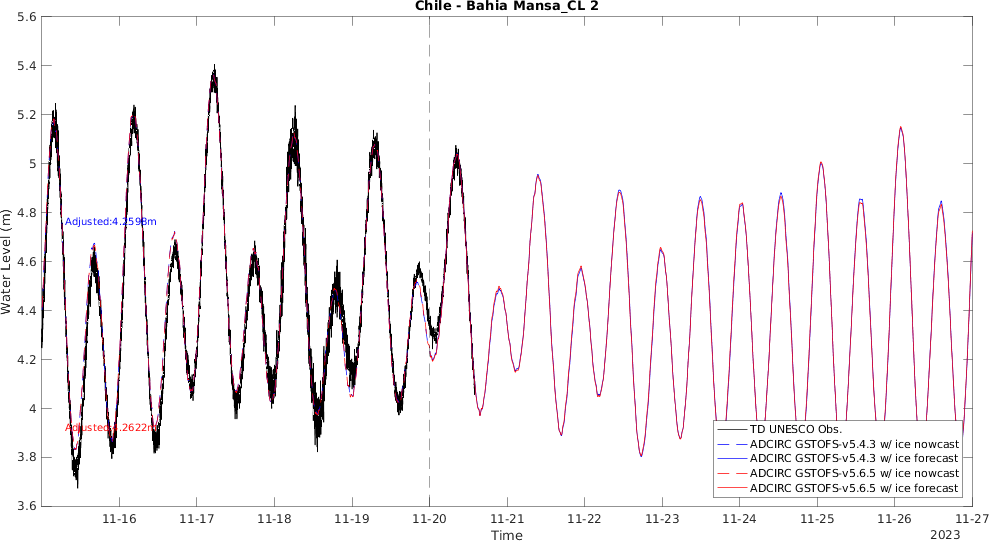 Chile - Bahia Mansa_CL 2
5.6
5.4
5.2
5
4.8
4.6
4.4
4.2
4
3.8
3.6
Water Level (m)
Adjusted:4.2598m
Adjusted:4.2622m
TD UNESCO Obs.
ADCIRC GSTOFS-v5.4.3 w/ ice nowcast
ADCIRC GSTOFS-v5.4.3 w/ ice forecast
ADCIRC GSTOFS-v5.6.5 w/ ice nowcast
ADCIRC GSTOFS-v5.6.5 w/ ice forecast
11-16 11-17 11-18 11-19 11-20 11-21 11-22 11-23 11-24 11-25 11-26 11-27
Time
2023